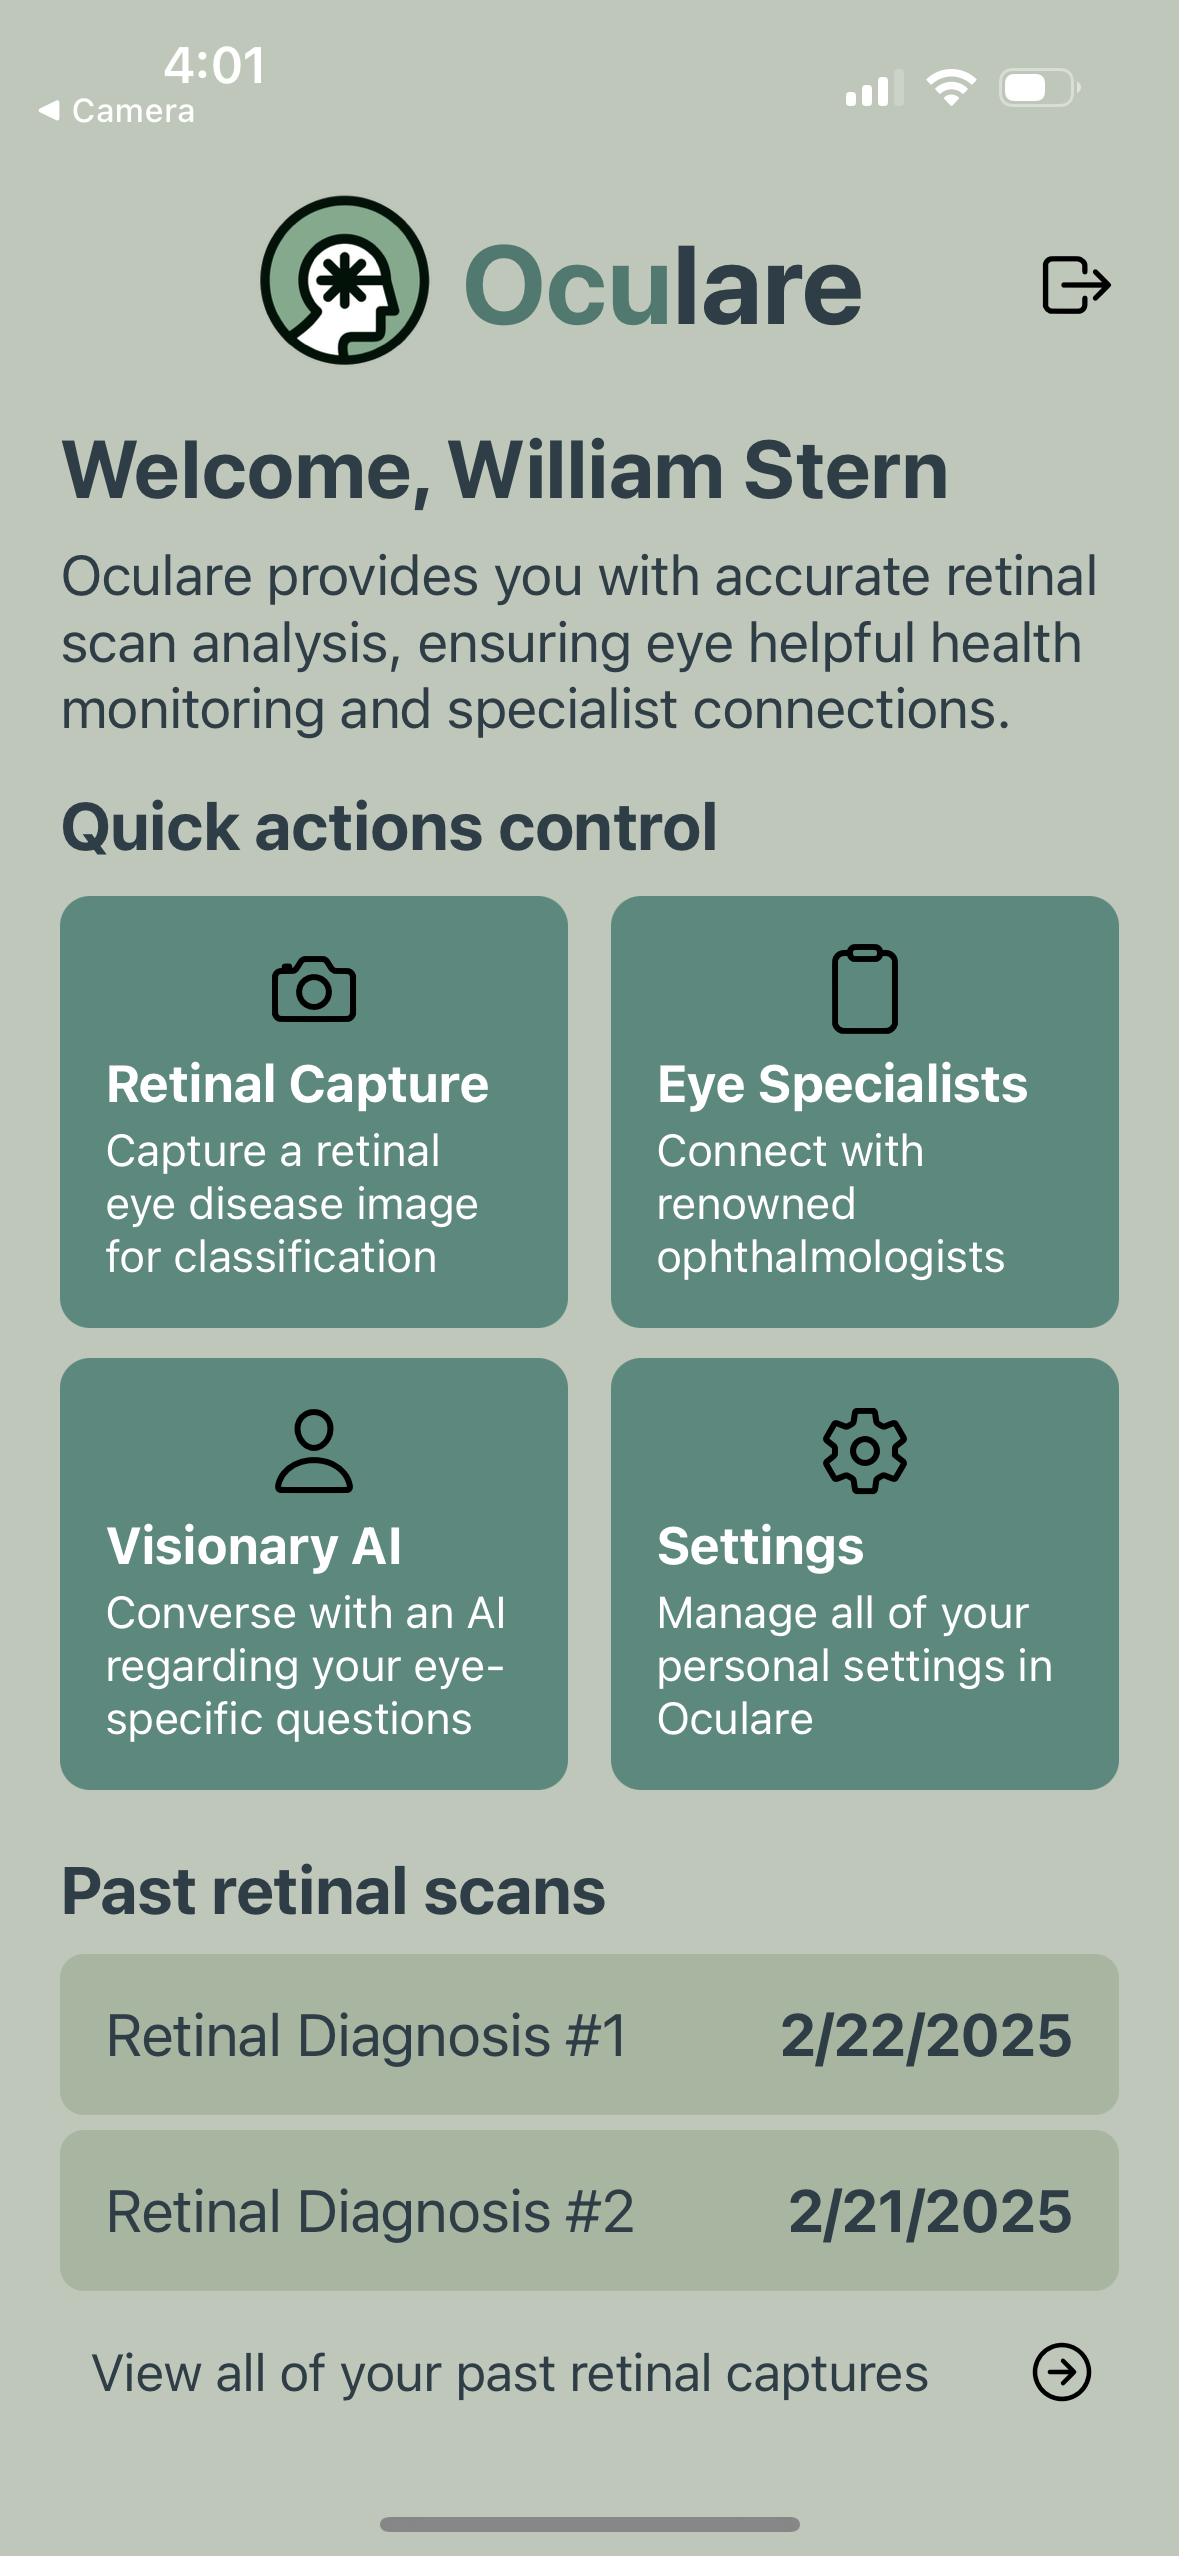 4:01
Camera
Oculare
Welcome, William Stern
Oculare provides you with accurate retinal
scan analysis, ensuring eye helpful health
monitoring and specialist connections.
Quick actions control
Retinal Capture
Capture a retinal
eye disease image
for classification
Eye Specialists
Connect with
renowned
ophthalmologists
Visionary AI
Converse with an AI
regarding your eye-
specific questions
Settings
Manage all of your
personal settings in
Oculare
Past retinal scans
Retinal Diagnosis #1 2/22/2025
Retinal Diagnosis #2 2/21/2025
View all of your past retinal captures